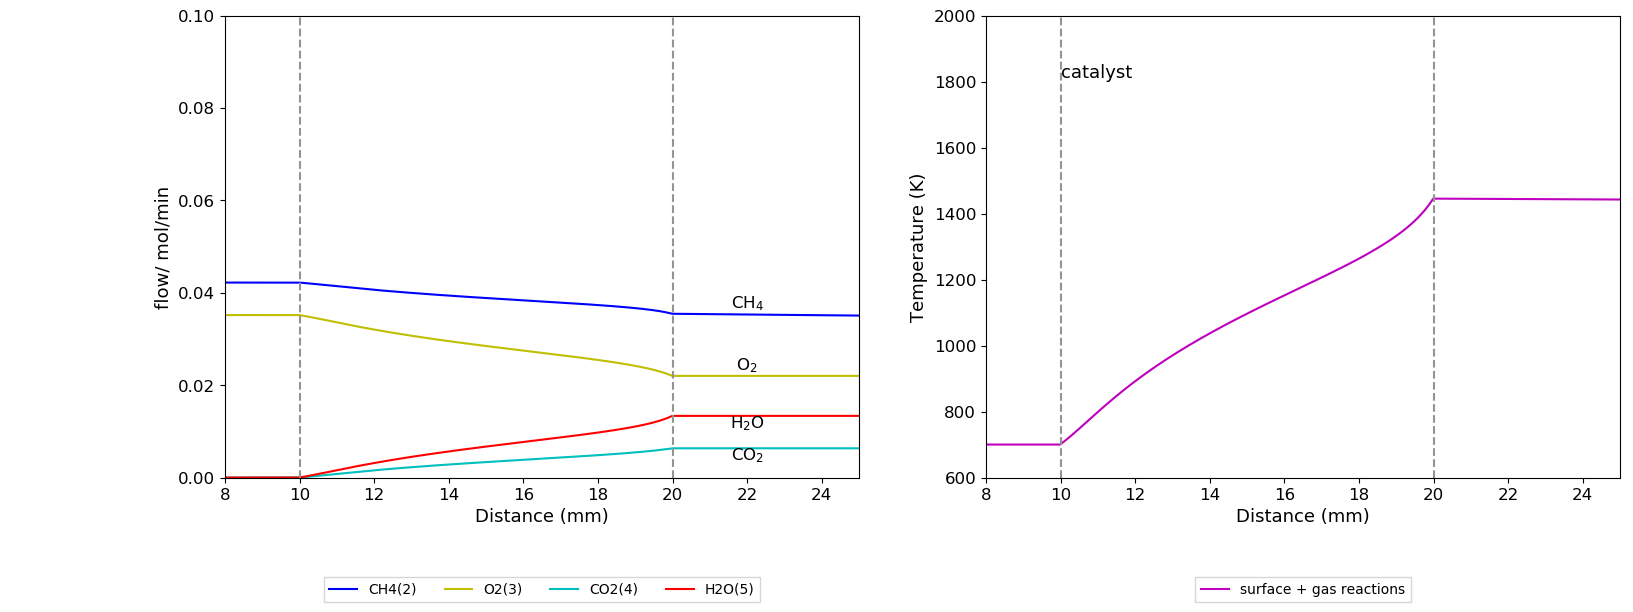 0.10
0.08
0.06
0.04
0.02
0.00
flow/ mol/min
CH4
O2
H2O
CO2
8 10 12 14 16 18 20 22 24
Distance (mm)
CH4(2) O2(3) CO2(4) H2O(5)
2000
1800
1600
1400
1200
1000
800
600
Temperature (K)
catalyst
8 10 12 14 16 18 20 22 24
Distance (mm)
surface + gas reactions